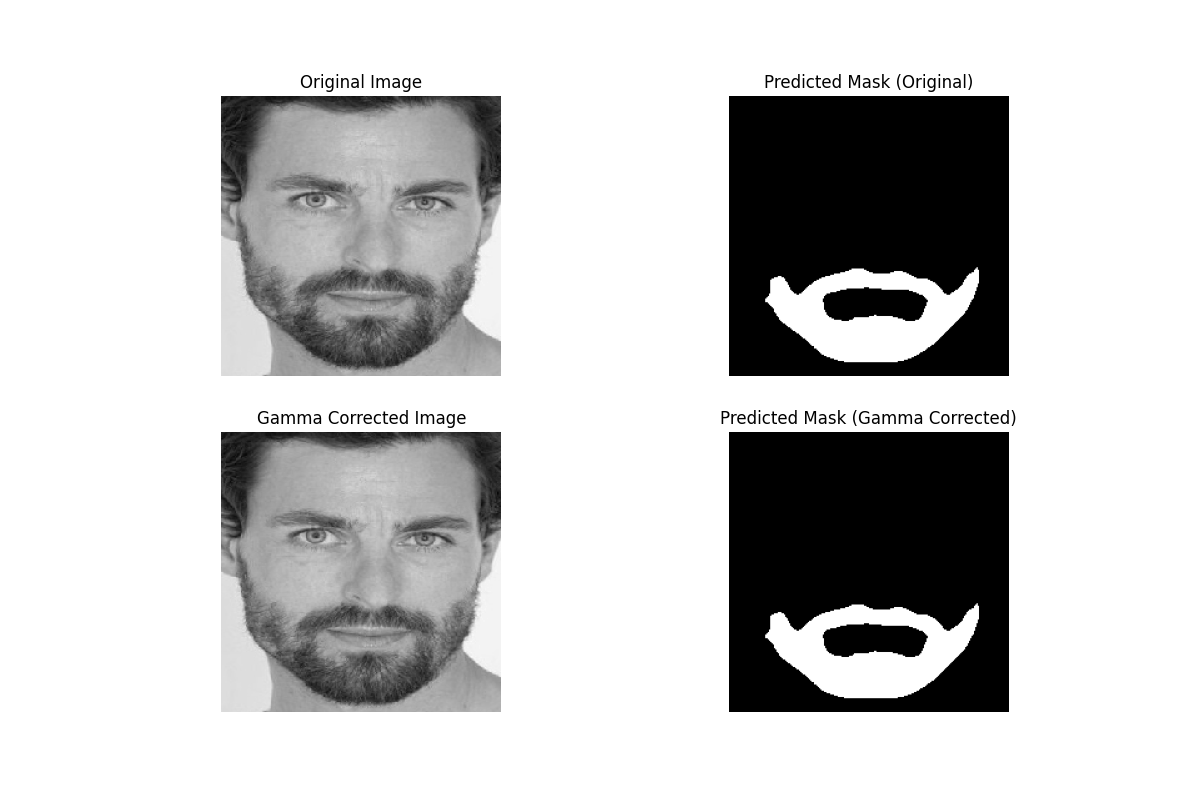 Original Image
Predicted Mask (Original)
Gamma Corrected Image
Predicted Mask (Gamma Corrected)